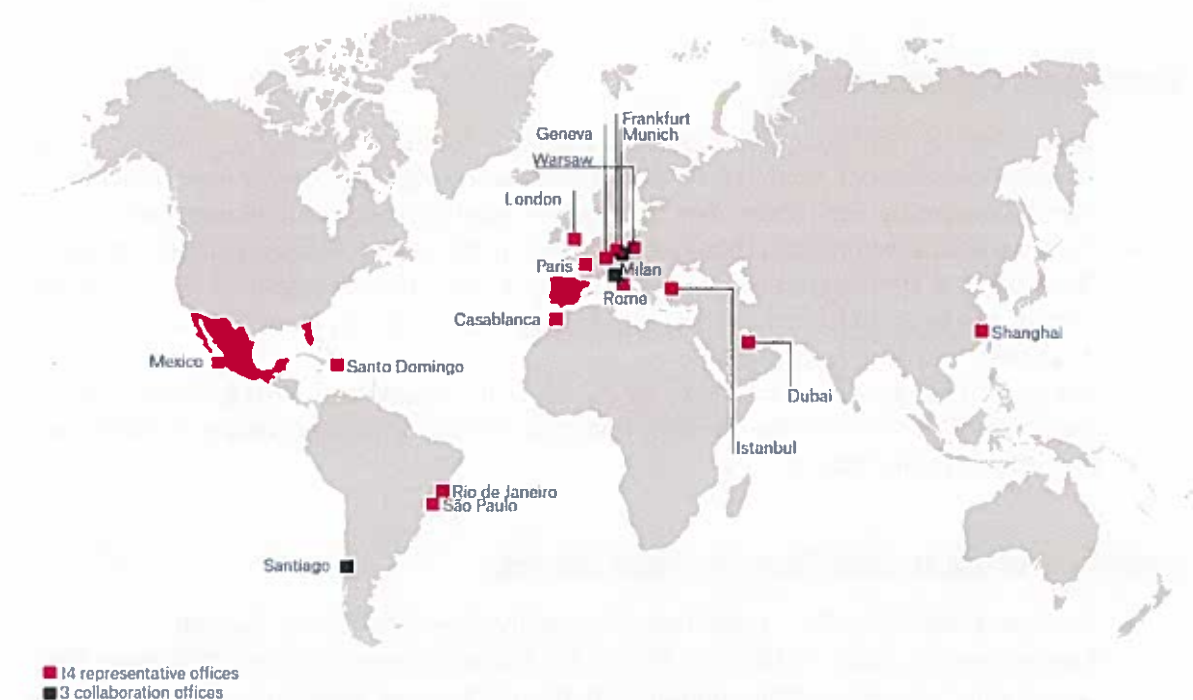 Frankfurt
Geneva
Munich
Warsaw
London
Paris
Milan
Rome
Casablanca
Shanghai
Mexico
Santo Domingo
Dubai
Istanbul
Rio de Janeiro
São Paulo
Santiago
14 representative offices
3 collaboration offices